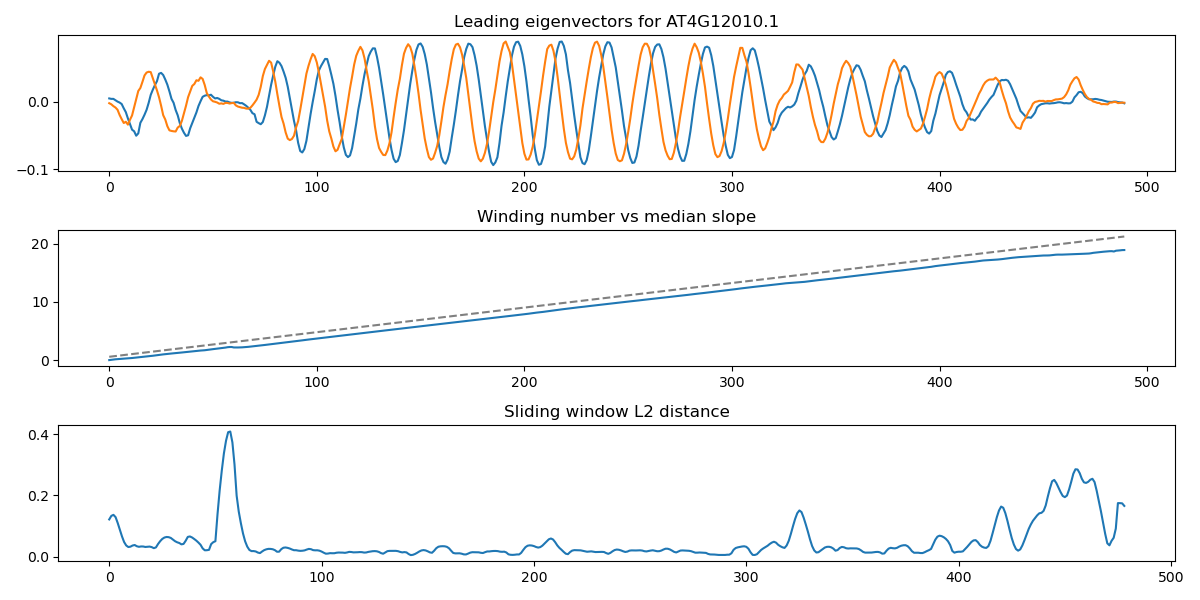 Leading eigenvectors for AT4G12010.1
0.0
−0.1
0 100 200 300 400 500
Winding number vs median slope
20
10
0
0 100 200 300 400 500
Sliding window L2 distance
0.4
0.2
0.0
0 100 200 300 400 500